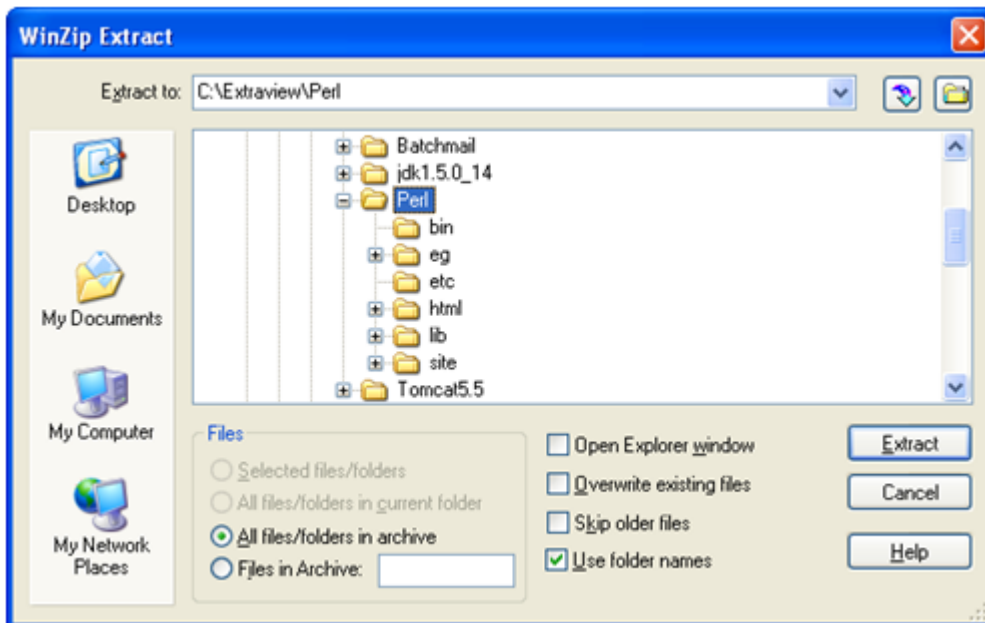 WinZip Extract
Extract to: C:\Extraview\Perl
Desktop
My Documents
My Computer
My Network
Places
Batchmail
jdk1.5.0_14
Perl
bin
eg
etc
html
lib
site
Tomcat5.5
Files
Selected files/folders
All files/folders in current folder
All files/folders in archive
Files in Archive:
Open Explorer window
Overwrite existing files
Skip older files
Use folder names
Extract
Cancel
Help